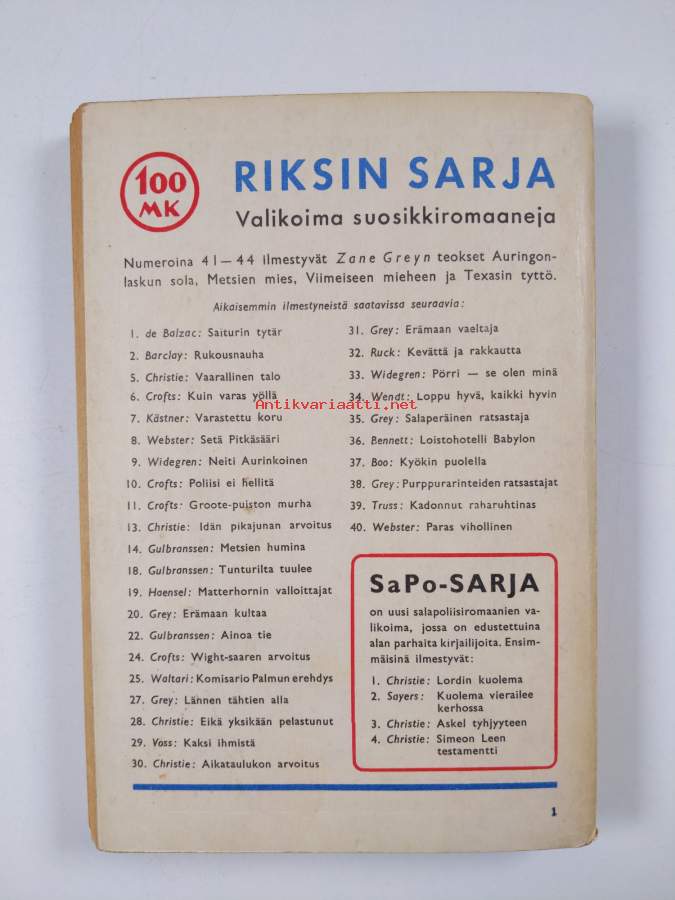 100
MK
RIKSIN SARJA
Valikoima suosikkiromaaneja
Numeroina 41—44 ilmestyvät Zane Greyn teokset Auringon-
laskun sola, Metsien mies, Viimeiseen mieheen ja Texasin tyttö.
Aikaisemmin ilmestyneistä saatavissa seuraavia:
1. de Balzac: Saiturin tytär
2. Barclay: Rukousnauha
5. Christie: Vaarallinen talo
6. Crofts: Kuin varas yöllä
7. Kästner: Varastettu koru
8. Webster: Setä Pitkäsääri
9. Widegren: Neiti Aurinkoinen
10. Crofts: Poliisi ei hellitä
11. Crofts: Groote-puiston murha
13. Christie: Idän pikajunan arvoitus
14. Gulbranssen: Metsien humina
18. Gulbranssen: Tunturilta tuulee
19. Haensel: Matterhornin valloittajat
20. Grey: Erämaan kultaa
22. Gulbranssen: Ainoa tie
24. Crofts: Wight-saaren arvoitus
25. Waltari: Komisario Palmun erehdys
27. Grey: Lännen tähtien alla
28. Christie: Eikä yksikään pelastunut
29. Voss: Kaksi ihmistä
30. Christie: Aikataulukon arvoitus
31. Grey: Erämaan vaeltaja
32. Ruck: Kevättä ja rakkautta
33. Widegren: Pörri — se olen minä
34. Wendt: Loppu hyvä, kaikki hyvin
35. Grey: Salaperäinen ratsastaja
36. Bennett: Loistohotelli Babylon
37. Boo: Kyökin puolella
38. Grey: Purppurarinteiden ratsastajat
39. Truss: Kadonnut raharuhtinas
40. Webster: Paras vihollinen
Antikvariaatti.net
SaPo-SARJA
on uusi salapoliisiromaanien va-
likoima, jossa on edustettuina
alan parhaita kirjailijoita. Ensim-
mäisinä ilmestyvät:
1. Christie: Lordin kuolema
2. Sayers: Kuolema vierailee
kerhossa
3. Christie: Askel tyhjyyteen
4. Christie: Simeon Leen
testamentti
1